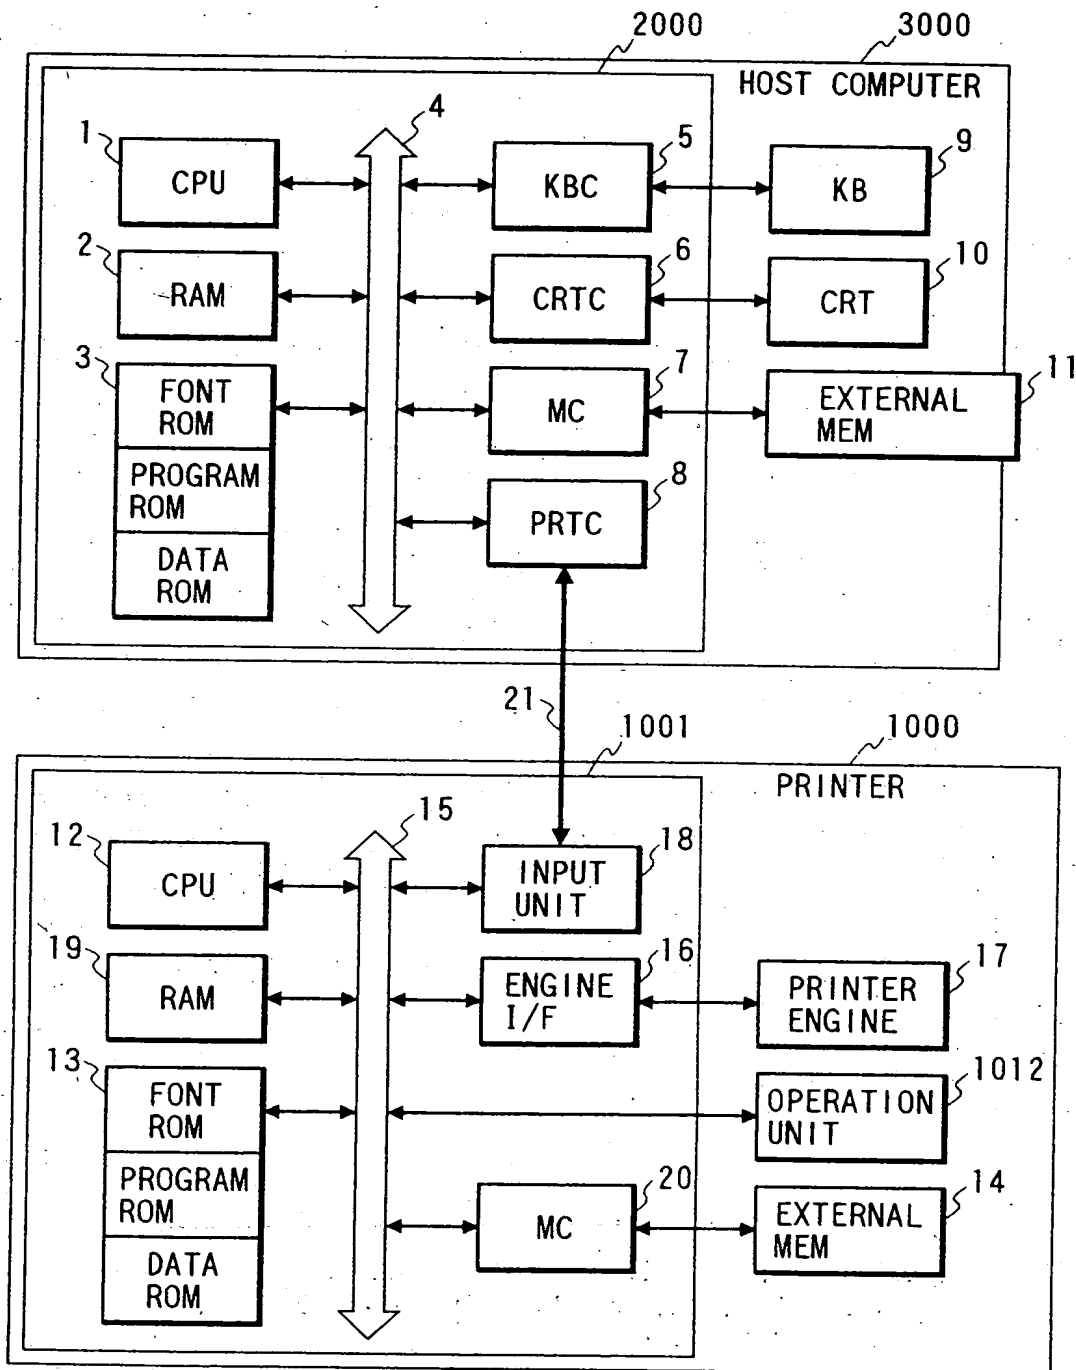 2000
3000
HOST COMPUTER
1
4
5
9
CPU
KBC
KB
2
6
10
RAM
CRTC
CRT
3
7
11
FONT
ROM
MC
EXTERNAL
MEM
PROGRAM
ROM
8
PRTC
DATA
ROM
21
1001
1000
PRINTER
12
15
18
CPU
INPUT
UNIT
19
16
17
RAM
ENGINE
I/F
PRINTER
ENGINE
13
1012
FONT
ROM
OPERATION
UNIT
PROGRAM
ROM
20
14
MC
EXTERNAL
MEM
DATA
ROM